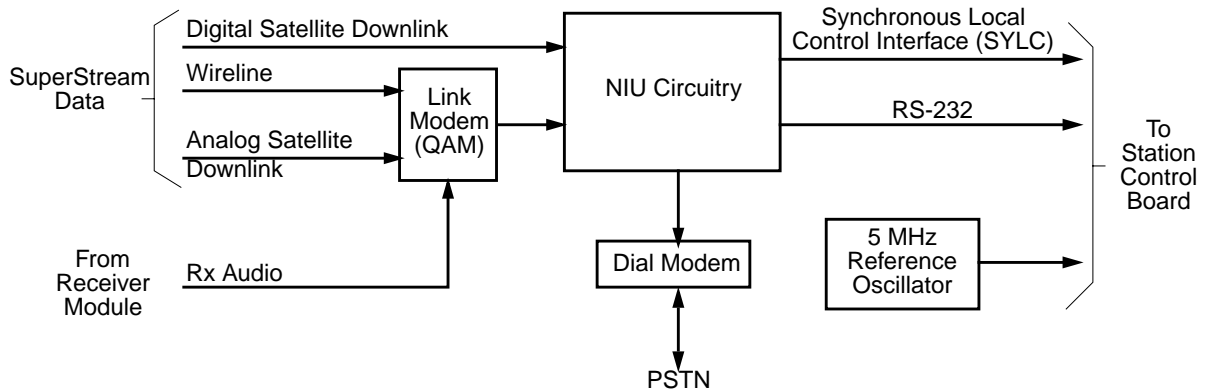 Digital Satellite Downlink
SuperStream
Data
Wireline
Analog Satellite
Downlink
Link
Modem
(QAM)
From
Receiver
Module
Rx Audio
NIU Circuitry
Dial Modem
PSTN
Synchronous Local
Control Interface (SYLC)
RS-232
5 MHz
Reference
Oscillator
To
Station
Control
Board